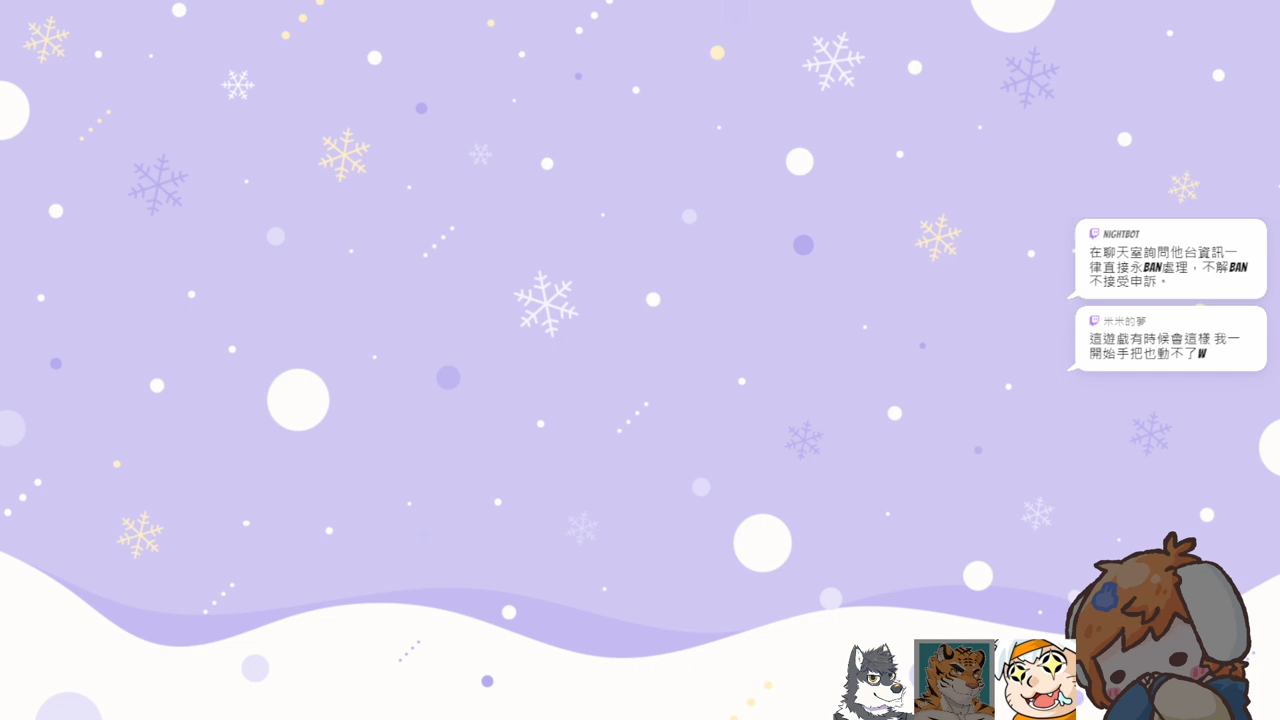 NIGHTBOT
在聊天室詢問他台資訊一
律直接永BAN處理，不解BAN
不接受申訴。
米米的夢
這遊戲有時候會這樣 我一
開始手把也動不了W